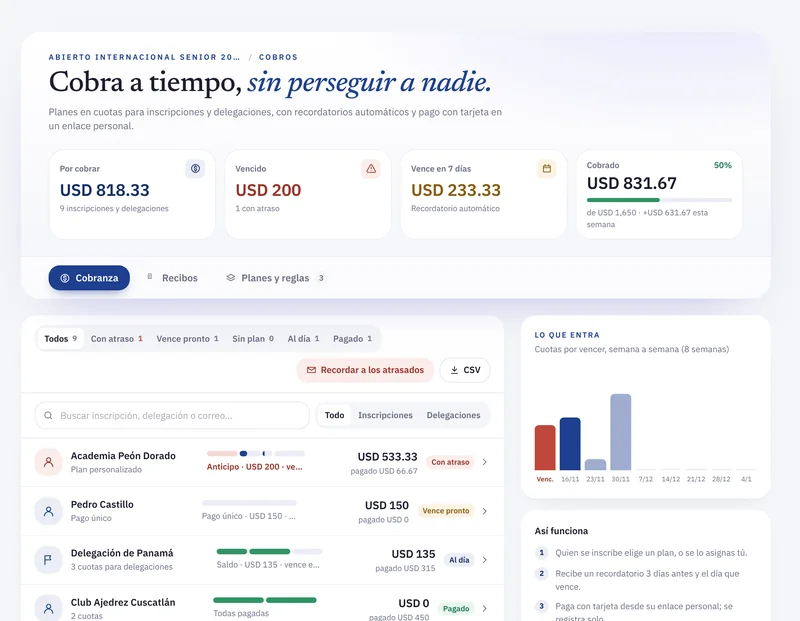 ABIERTO INTERNACIONAL SENIOR 20… / COBROS
Cobra a tiempo, sin perseguir a nadie.
Planes en cuotas para inscripciones y delegaciones, con recordatorios automáticos y pago con tarjeta en
un enlace personal.
Por cobrar
USD 818.33
9 inscripciones y delegaciones
Vencido
USD 200
1 con atraso
Vence en 7 días
USD 233.33
Recordatorio automático
Cobrado 50%
USD 831.67
de USD 1,650 · +USD 631.67 esta
semana
Cobranza
Recibos
Planes y reglas 3
Todos 9
Con atraso 1
Vence pronto 1
Sin plan 0
Al día 1
Pagado 1
Recordar a los atrasados
CSV
Buscar inscripción, delegación o correo...
Todo
Inscripciones
Delegaciones
Academia Peón Dorado
Plan personalizado
Anticipo · USD 200 · ve...
USD 533.33
pagado USD 66.67
Con atraso
Pedro Castillo
Pago único
Pago único · USD 150 · ...
USD 150
pagado USD 0
Vence pronto
Delegación de Panamá
3 cuotas para delegaciones
Saldo · USD 135 · vence e...
USD 135
pagado USD 315
Al día
Club Ajedrez Cuscatlán
2 cuotas
Todas pagadas
USD 0
pagado USD 450
Pagado
LO QUE ENTRA
Cuotas por vencer, semana a semana (8 semanas)
Venc. 16/11 23/11 30/11 7/12 14/12 21/12 28/12 4/1
Así funciona
1 Quien se inscribe elige un plan, o se lo asignas tú.
2 Recibe un recordatorio 3 días antes y el día que
vence.
3 Paga con tarjeta desde su enlace personal; se
registra solo.